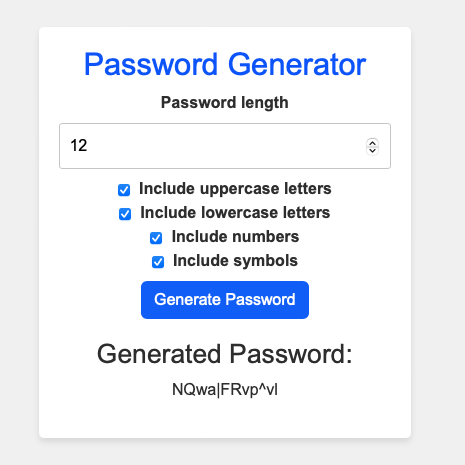 Password Generator
Password length
12
Include uppercase letters
Include lowercase letters
Include numbers
Include symbols
Generate Password
Generated Password:
NQwa|FRvp^vl